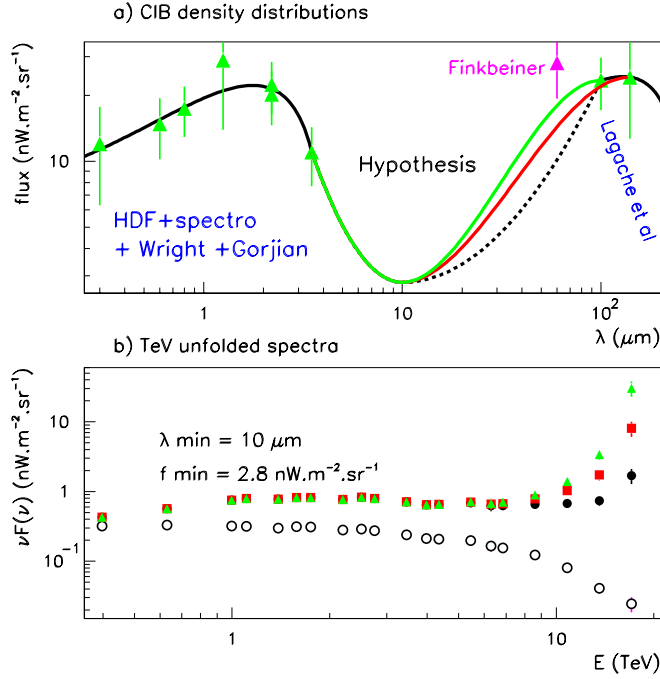 a) CIB density distributions
flux (nW.m⁻².sr⁻¹)
10
Finkbeiner
Hypothesis
Lagache et al
HDF+spectro
+ Wright +Gorjian
1
10
10²
λ (μm)
b) TeV unfolded spectra
νF(ν) (nW.m⁻².sr⁻¹)
10
1
10⁻¹
λ min = 10 μm
f min = 2.8 nW.m⁻².sr⁻¹
1
10
E (TeV)